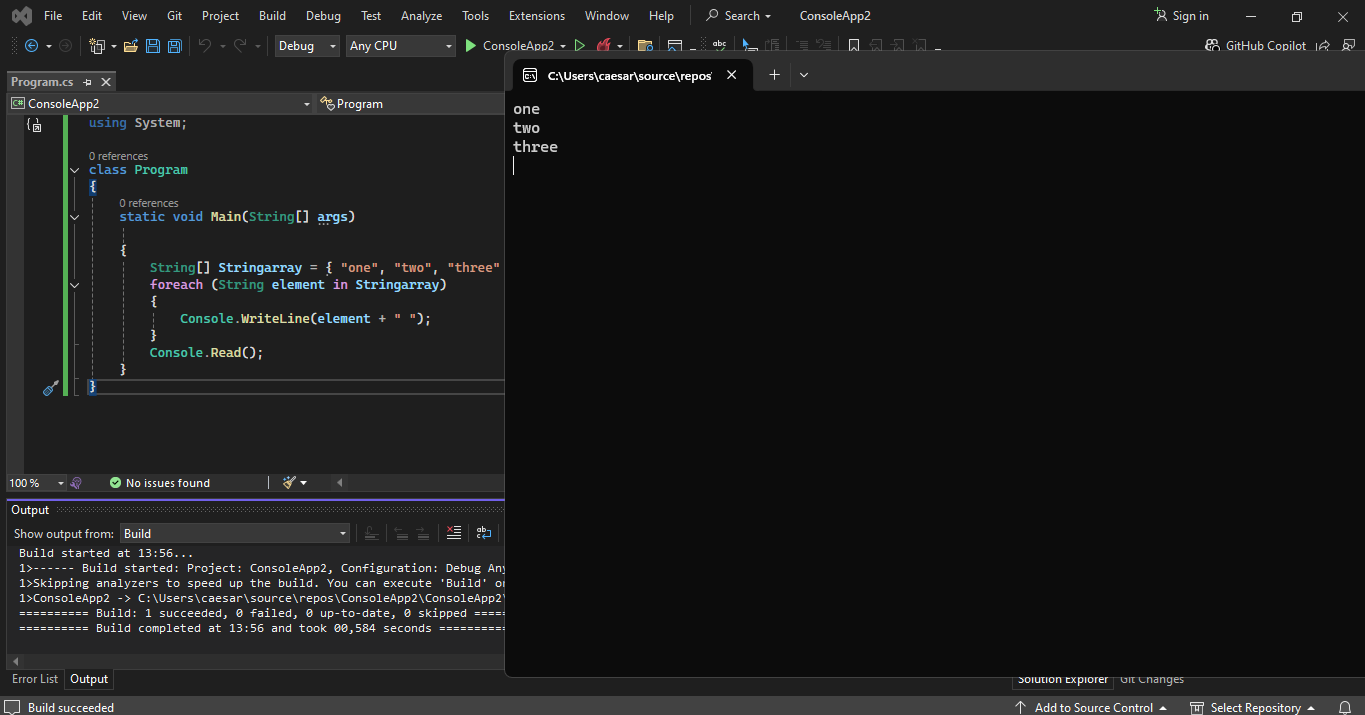 File Edit View Git Project Build Debug Test Analyze Tools Extensions Window Help Search ConsoleApp2 Sign in
Debug Any CPU ConsoleApp2 abc GitHub Copilot
Program.cs
C# ConsoleApp2 Program
using System;
0 references
class Program
{
0 references
static void Main(String[] args)
{
String[] Stringarray = { "one", "two", "three"
foreach (String element in Stringarray)
{
Console.WriteLine(element + " ");
}
Console.Read();
}
}
100 % No issues found
Output
Show output from: Build
Build started at 13:56...
1>------ Build started: Project: ConsoleApp2, Configuration: Debug Any
1>Skipping analyzers to speed up the build. You can execute 'Build' or
1>ConsoleApp2 -> C:\Users\caesar\source\repos\ConsoleApp2\ConsoleApp2\
========== Build: 1 succeeded, 0 failed, 0 up-to-date, 0 skipped =====
========== Build completed at 13:56 and took 00,584 seconds ==========
Error List Output
C:\Users\caesar\source\repos
one
two
three
Solution Explorer Git Changes
Build succeeded Add to Source Control Select Repository